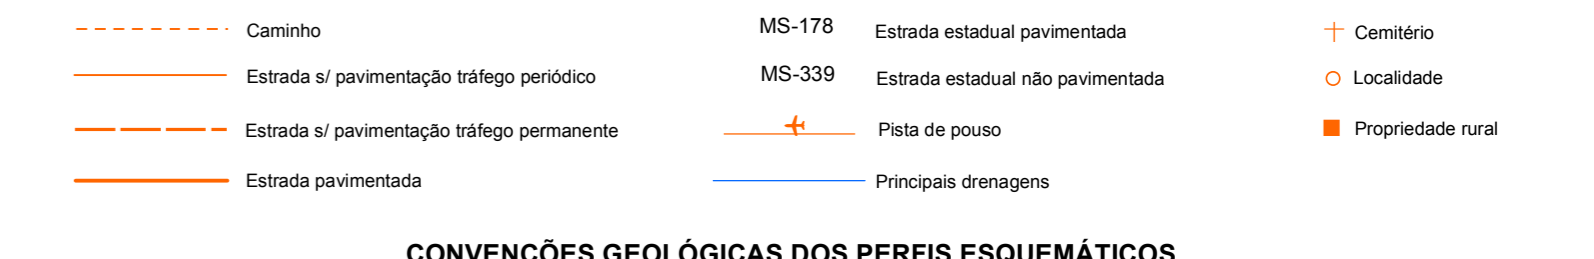 Caminho
MS-178 Estrada estadual pavimentada
Cemitério
Estrada s/ pavimentação tráfego periódico
MS-339 Estrada estadual não pavimentada
Localidade
Estrada s/ pavimentação tráfego permanente
Pista de pouso
Propriedade rural
Estrada pavimentada
Principais drenagens
CONVENÇÕES GEOLÓGICAS DOS PERFIS ESQUEMÁTICOS